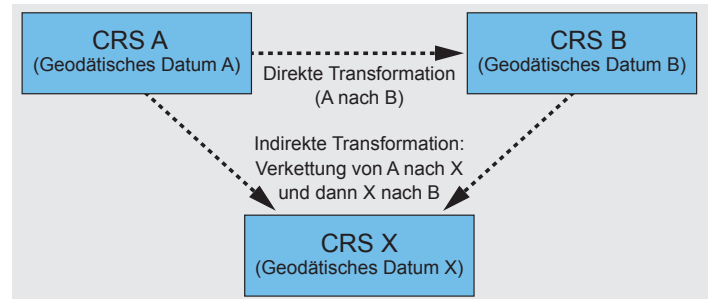 CRS A
(Geodätisches Datum A)
CRS B
(Geodätisches Datum B)
Direkte Transformation
(A nach B)
Indirekte Transformation:
Verkettung von A nach X
und dann X nach B
CRS X
(Geodätisches Datum X)